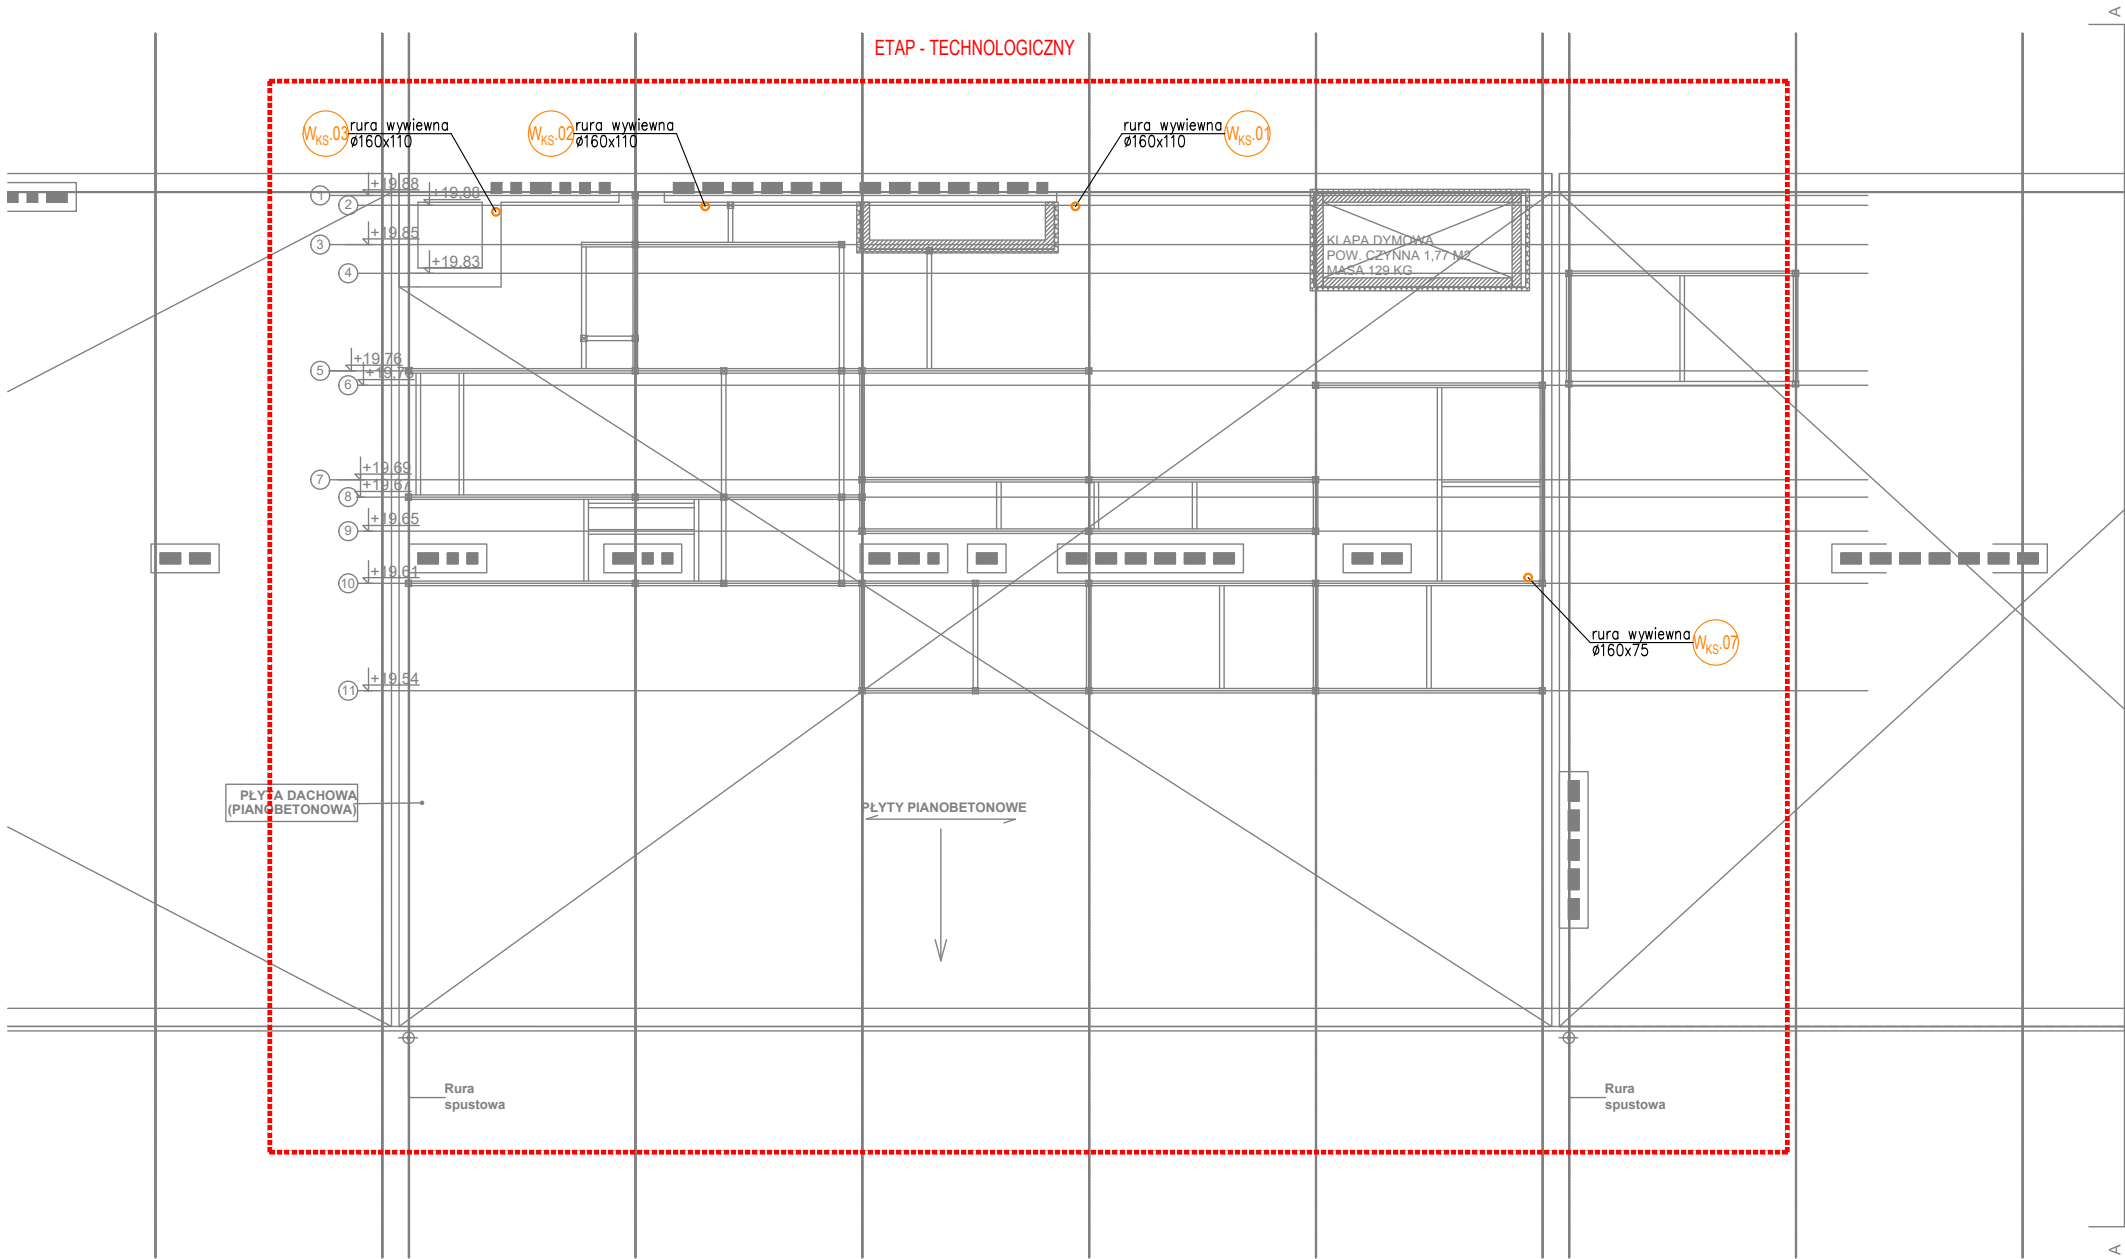 A
ETAP - TECHNOLOGICZNY
WKS.03
rura wywiewna
ø160x110
WKS.02
rura wywiewna
ø160x110
rura wywiewna
ø160x110
WKS.01
1
+19,88
2
+19,88
3
+19,85
4
+19,83
KLAPA DYMOWA
POW. CZYNNA 1,77 M2
MASA 129 KG
5
+19,76
6
7
+19,69
8
+19,67
9
+19,65
10
+19,61
rura wywiewna
ø160x75
WKS.07
11
+19,54
PŁYTA DACHOWA
(PIANOBETONOWA)
PŁYTY PIANOBETONOWE
Rura
spustowa
Rura
spustowa
A